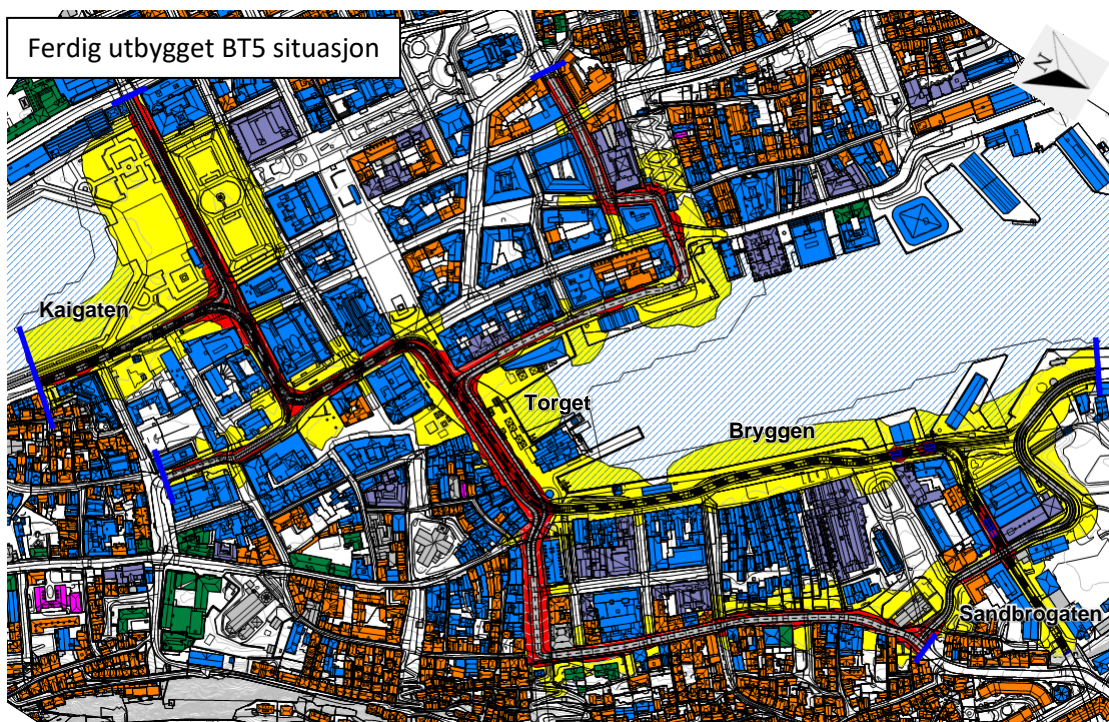 Ferdig utbygget BT5 situasjon
N
Kaigaten
Torget
Bryggen
Sandbrogaten